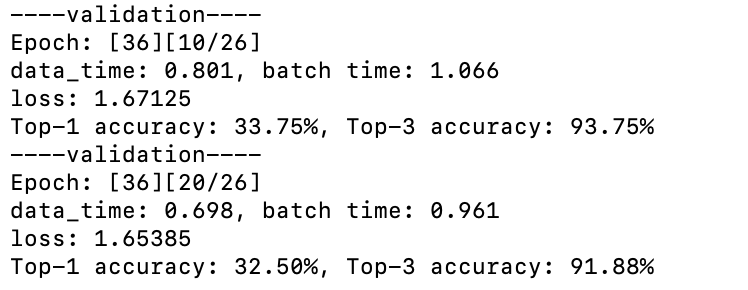 ----validation----
Epoch: [36][10/26]
data_time: 0.801, batch time: 1.066
loss: 1.67125
Top-1 accuracy: 33.75%, Top-3 accuracy: 93.75%
----validation----
Epoch: [36][20/26]
data_time: 0.698, batch time: 0.961
loss: 1.65385
Top-1 accuracy: 32.50%, Top-3 accuracy: 91.88%